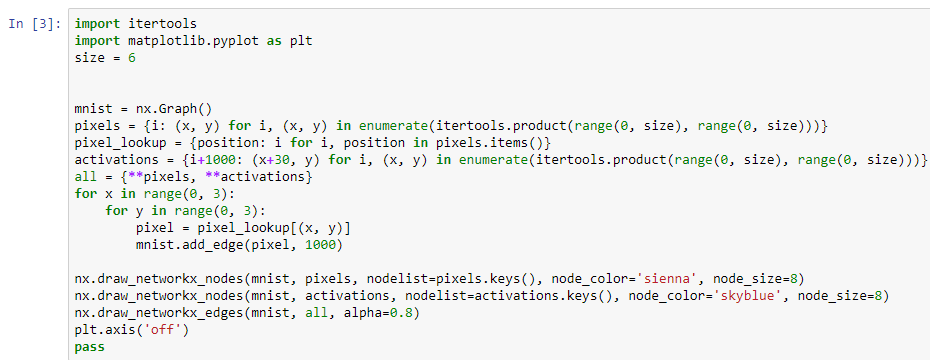 In [3]: import itertools
import matplotlib.pyplot as plt
size = 6
mnist = nx.Graph()
pixels = {i: (x, y) for i, (x, y) in enumerate(itertools.product(range(0, size), range(0, size)))}
pixel_lookup = {position: i for i, position in pixels.items()}
activations = {i+1000: (x+30, y) for i, (x, y) in enumerate(itertools.product(range(0, size), range(0, size)))}
all = {**pixels, **activations}
for x in range(0, 3):
    for y in range(0, 3):
        pixel = pixel_lookup[(x, y)]
        mnist.add_edge(pixel, 1000)
nx.draw_networkx_nodes(mnist, pixels, nodelist=pixels.keys(), node_color='sienna', node_size=8)
nx.draw_networkx_nodes(mnist, activations, nodelist=activations.keys(), node_color='skyblue', node_size=8)
nx.draw_networkx_edges(mnist, all, alpha=0.8)
plt.axis('off')
pass